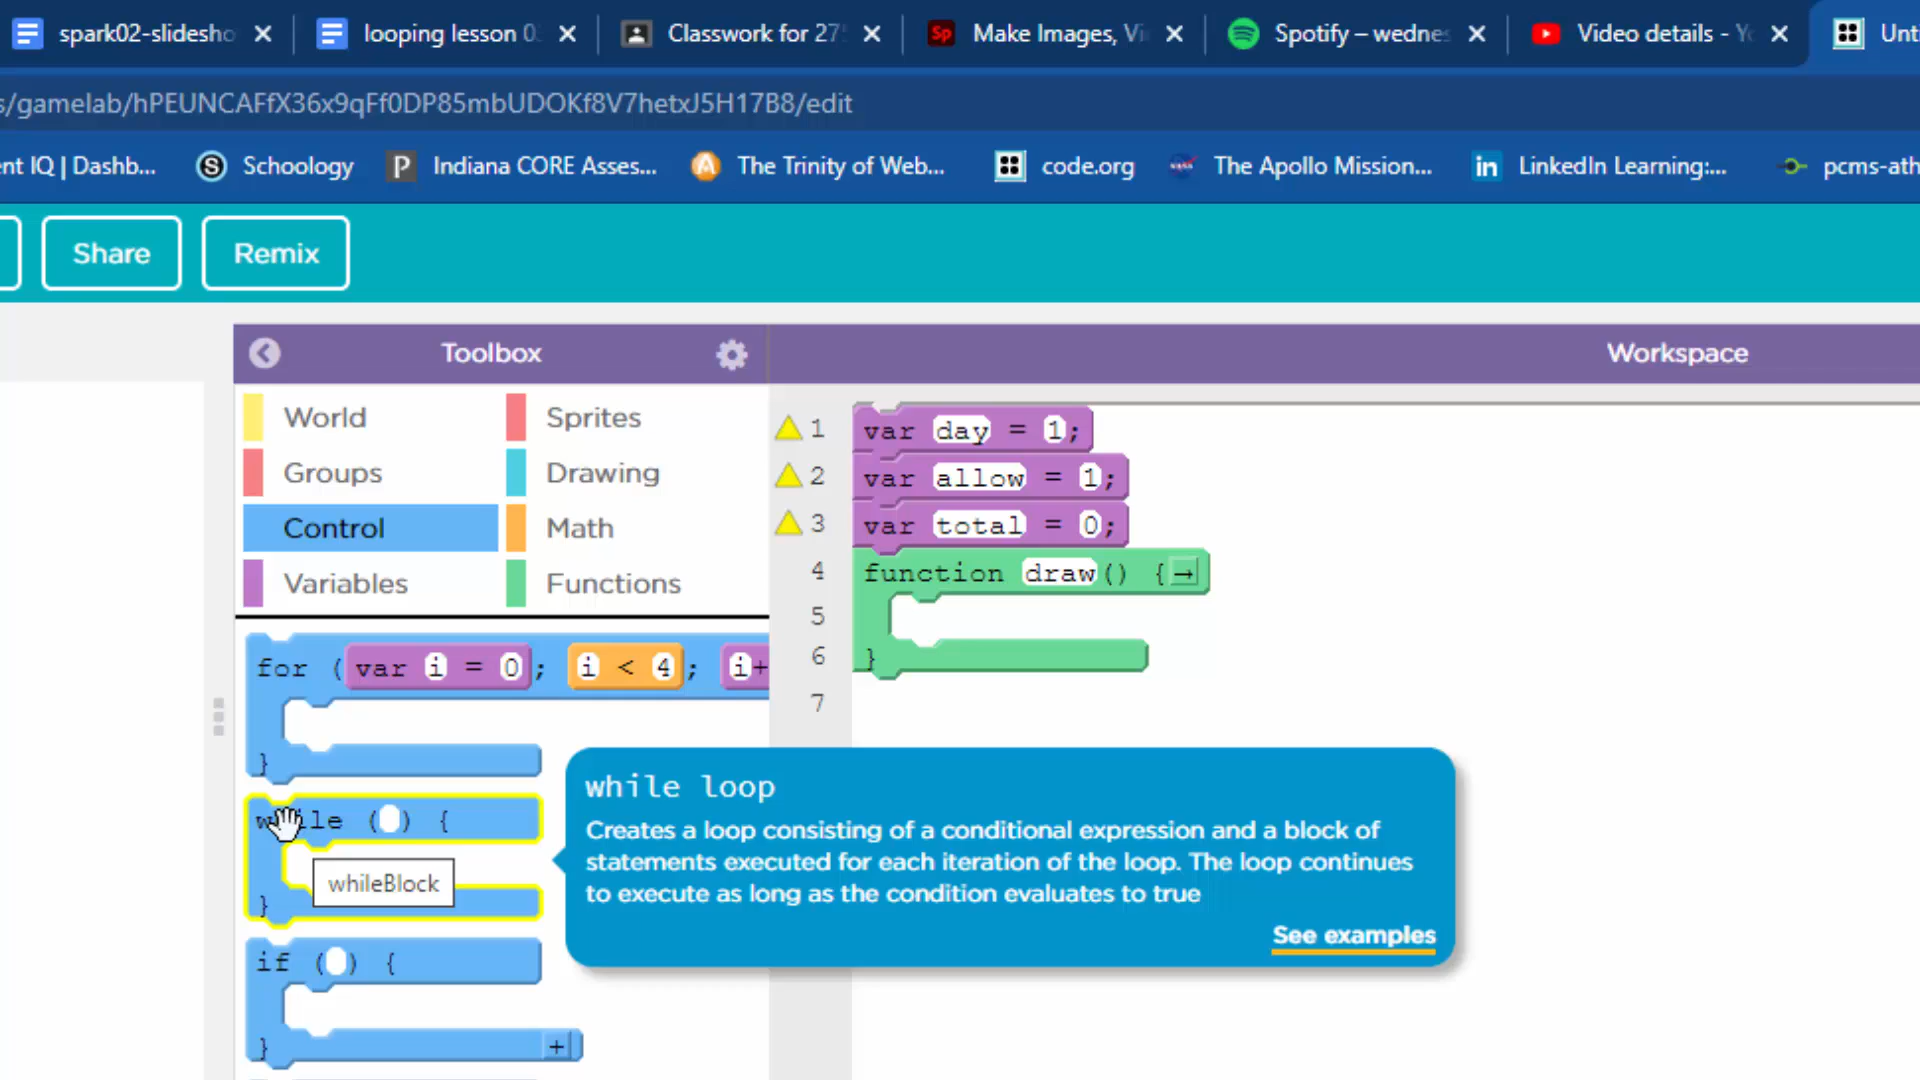 spark02-slidesho
looping lesson 0
Classwork for 27
Make Images, Vi
Spotify – wednes
Video details - Yo
Unt
s/gamelab/hPEUNCAFfX36x9qFf0DP85mbUDOKf8V7hetxJ5H17B8/edit
nt IQ | Dashb...
Schoology
Indiana CORE Asses...
The Trinity of Web...
code.org
The Apollo Mission...
LinkedIn Learning:...
pcms-ath
Share
Remix
Toolbox
Workspace
World
Sprites
Groups
Drawing
Control
Math
Variables
Functions
1 var day = 1;
2 var allow = 1;
3 var total = 0;
4 function draw() {→
5
6 }
7
for (var i = 0; i < 4; i+
}
while () {
}
whileBlock
if () {
} +
while loop
Creates a loop consisting of a conditional expression and a block of
statements executed for each iteration of the loop. The loop continues
to execute as long as the condition evaluates to true
See examples